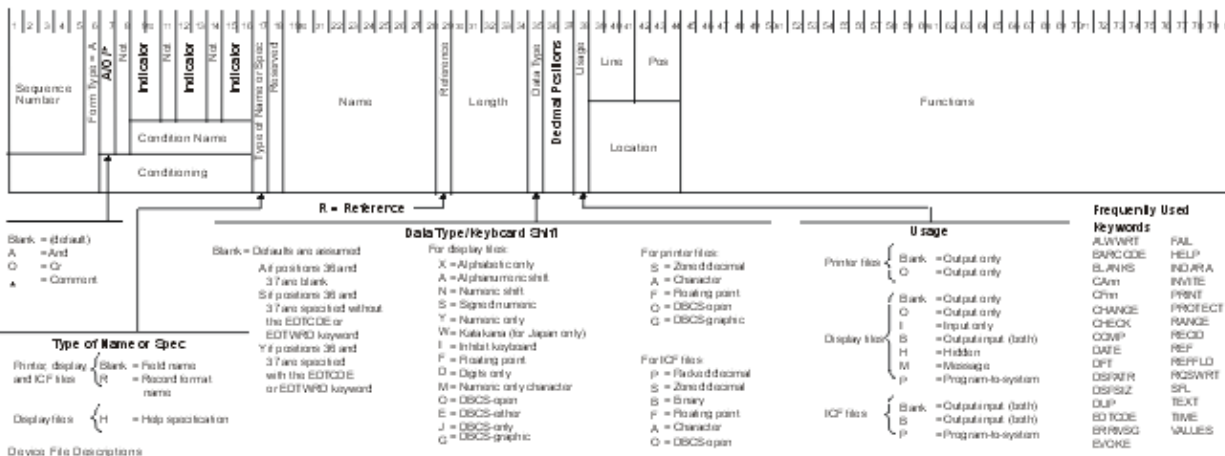 1 2 3 4 5 6 7 8
Sequence Number
Form Type = A
A/O/*
Not
Indicator
Not
Indicator
Not
Indicator
Condition Name
Conditioning
Type of Name or Spec
Reserved
Name
Reference
Length
Data Type
Decimal Positions
Usage
Line
Pos
Location
Functions
R = Reference
Blank = (default)
A = And
O = Or
* = Comment
Type of Name or Spec
Printer, display and ICF files
Blank = Field name
R = Record format name
Display files
H = Help specification
Device File Descriptions
Data Type/Keyboard Shift
Blank = Defaults are assumed
A if positions 36 and
37 are blank
S if positions 36 and
37 are specified without
the EDTCDE or
EDTWRD keyword
Y if positions 36 and
37 are specified
with the EDTCDE
or EDTWRD keyword
For display files:
X = Alphabetic only
A = Alphanumeric shift
N = Numeric shift
S = Signed numeric
Y = Numeric only
W = Katakana (for Japan only)
I = Inhibit keyboard
F = Floating point
D = Digits only
M = Numeric only character
O = DBCS-open
E = DBCS-either
J = DBCS-only
G = DBCS-graphic
For printer files:
S = Zoned decimal
A = Character
F = Floating point
O = DBCS-open
G = DBCS-graphic
For ICF files
P = Packed decimal
S = Zoned decimal
B = Binary
F = Floating point
A = Character
O = DBCS-open
Usage
Printer files
Blank = Output only
O = Output only
Display files
Blank = Output only
O = Output only
I = Input only
B = Output/input (both)
H = Hidden
M = Message
P = Program-to-system
ICF files
Blank = Output/input (both)
B = Output/input (both)
P = Program-to-system
Frequently Used
Keywords
ALWWRT FAIL
BARCODE HELP
BLANKS INDARA
CAnn INVITE
CFnn PRINT
CHANGE PROTECT
CHECK RANGE
COMP RECID
DATE REF
DFT REFFLD
DSPATR RQSWRT
DSPSIZ SFL
DUP TEXT
EDTCDE TIME
ERRMSG VALUES
EVOKE